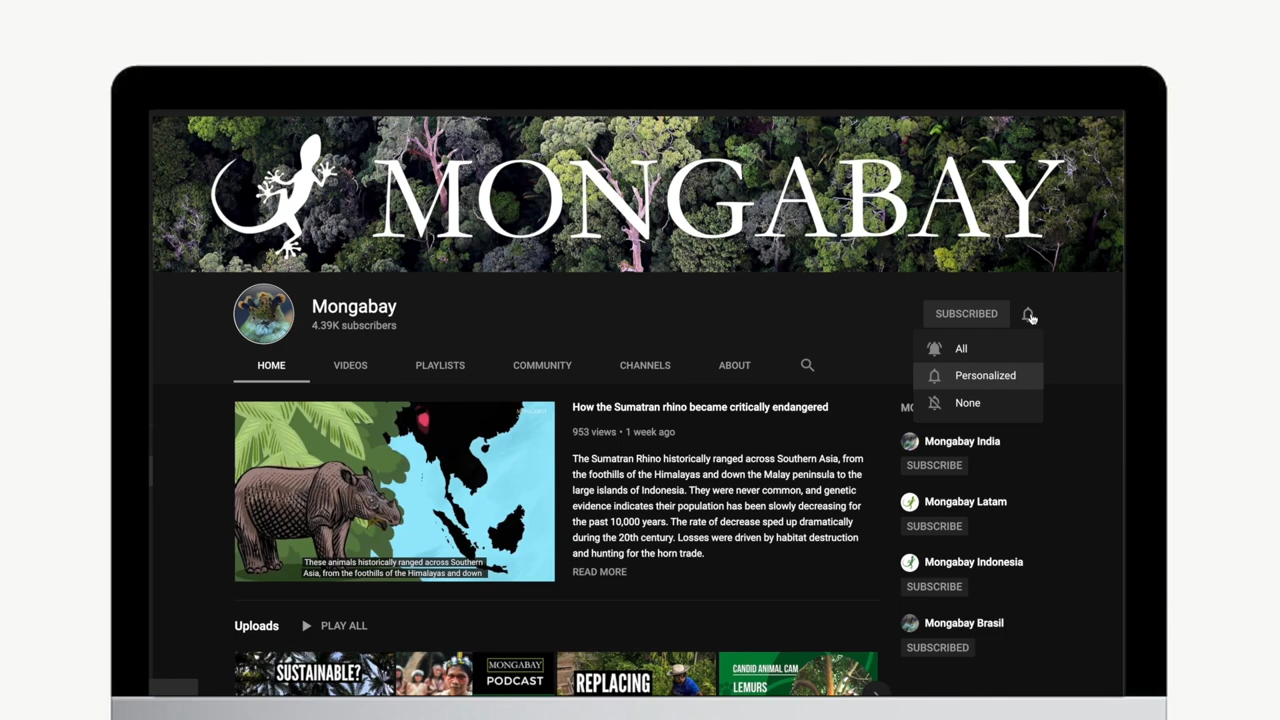 MONGABAY
Mongabay
4.39K subscribers
SUBSCRIBED
All
Personalized
None
HOME
VIDEOS
PLAYLISTS
COMMUNITY
CHANNELS
ABOUT
How the Sumatran rhino became critically endangered
953 views • 1 week ago
The Sumatran Rhino historically ranged across Southern Asia, from
the foothills of the Himalayas and down the Malay peninsula to the
large islands of Indonesia. They were never common, and genetic
evidence indicates their population has been slowly decreasing for
the past 10,000 years. The rate of decrease sped up dramatically
during the 20th century. Losses were driven by habitat destruction
and hunting for the horn trade.
READ MORE
These animals historically ranged across Southern
Asia, from the foothills of the Himalayas and down
Mongabay India
SUBSCRIBE
Mongabay Latam
SUBSCRIBE
Mongabay Indonesia
SUBSCRIBE
Mongabay Brasil
SUBSCRIBED
Uploads
PLAY ALL
SUSTAINABLE?
MONGABAY
PODCAST
REPLACING
CANDID ANIMAL CAM
LEMURS